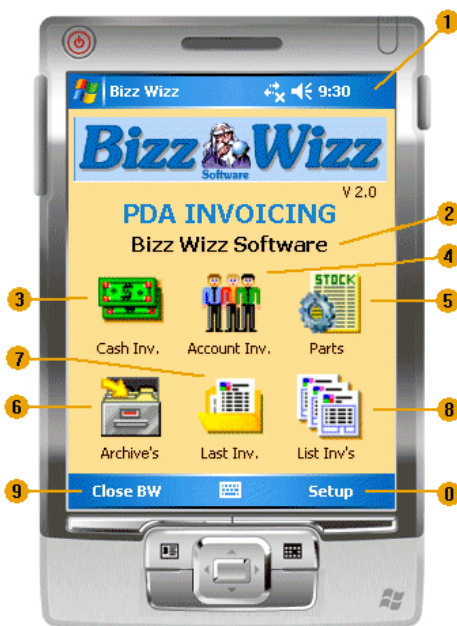 1
Bizz Wizz 9:30
Bizz Wizz
Software
V 2.0
PDA INVOICING
2
Bizz Wizz Software
4
3
STOCK
5
Cash Inv. Account Inv. Parts
7
6
8
Archive's Last Inv. List Inv's
9
Close BW Setup
0